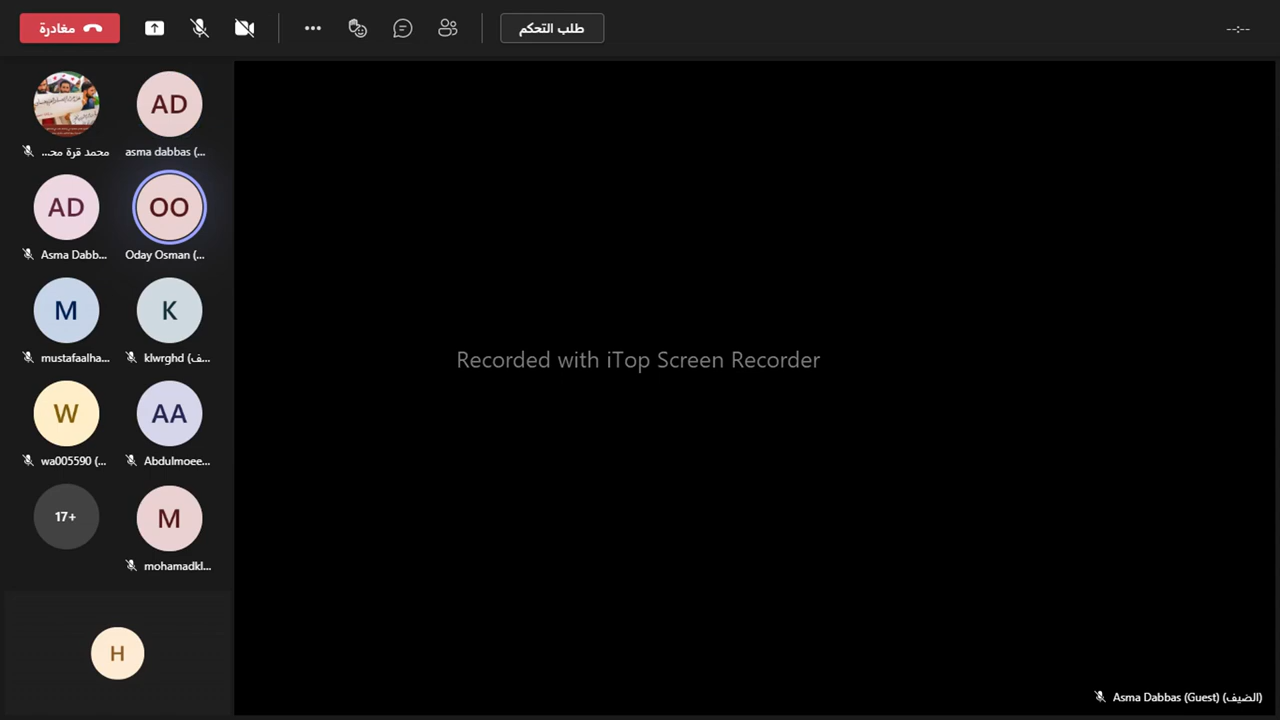 مغادرة
طلب التحكم
--:--
AD
محمد قرة مح...
asma dabbas (...
AD
OO
Asma Dabb...
Oday Osman (...
M
K
mustafaalha...
klwrghd (ف...
W
AA
wa005590 (...
Abdulmoee...
17+
M
mohamadkl...
H
Recorded with iTop Screen Recorder
Asma Dabbas (Guest) (الضيف)